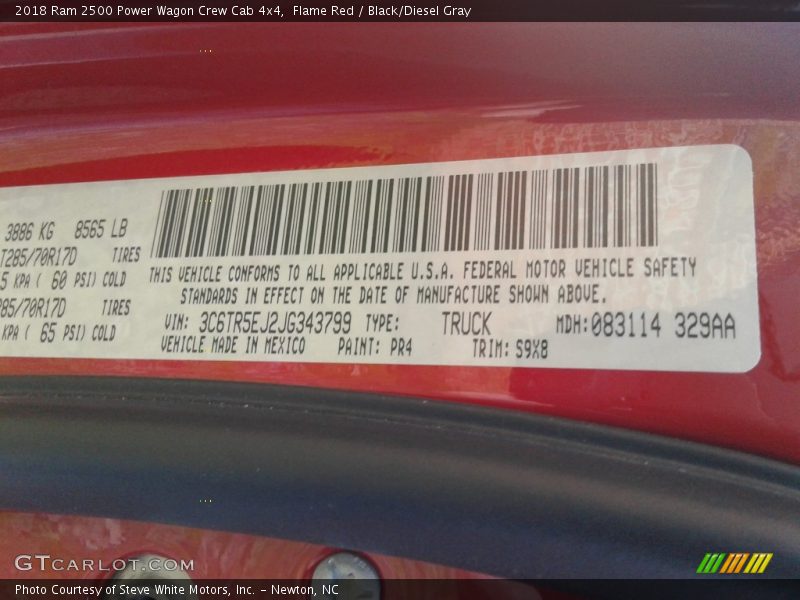 2018 Ram 2500 Power Wagon Crew Cab 4x4,  Flame Red / Black/Diesel Gray
3886 KG 8565 LB
T285/70R17D TIRES
5 KPA ( 60 PSI) COLD
285/70R17D TIRES
KPA ( 65 PSI) COLD
THIS VEHICLE CONFORMS TO ALL APPLICABLE U.S.A. FEDERAL MOTOR VEHICLE SAFETY
STANDARDS IN EFFECT ON THE DATE OF MANUFACTURE SHOWN ABOVE.
VIN: 3C6TR5EJ2JG343799 TYPE: TRUCK MDH:083114 329AA
VEHICLE MADE IN MEXICO PAINT: PR4 TRIM: S9X8
GTCARLOT.COM
Photo Courtesy of Steve White Motors, Inc. – Newton, NC